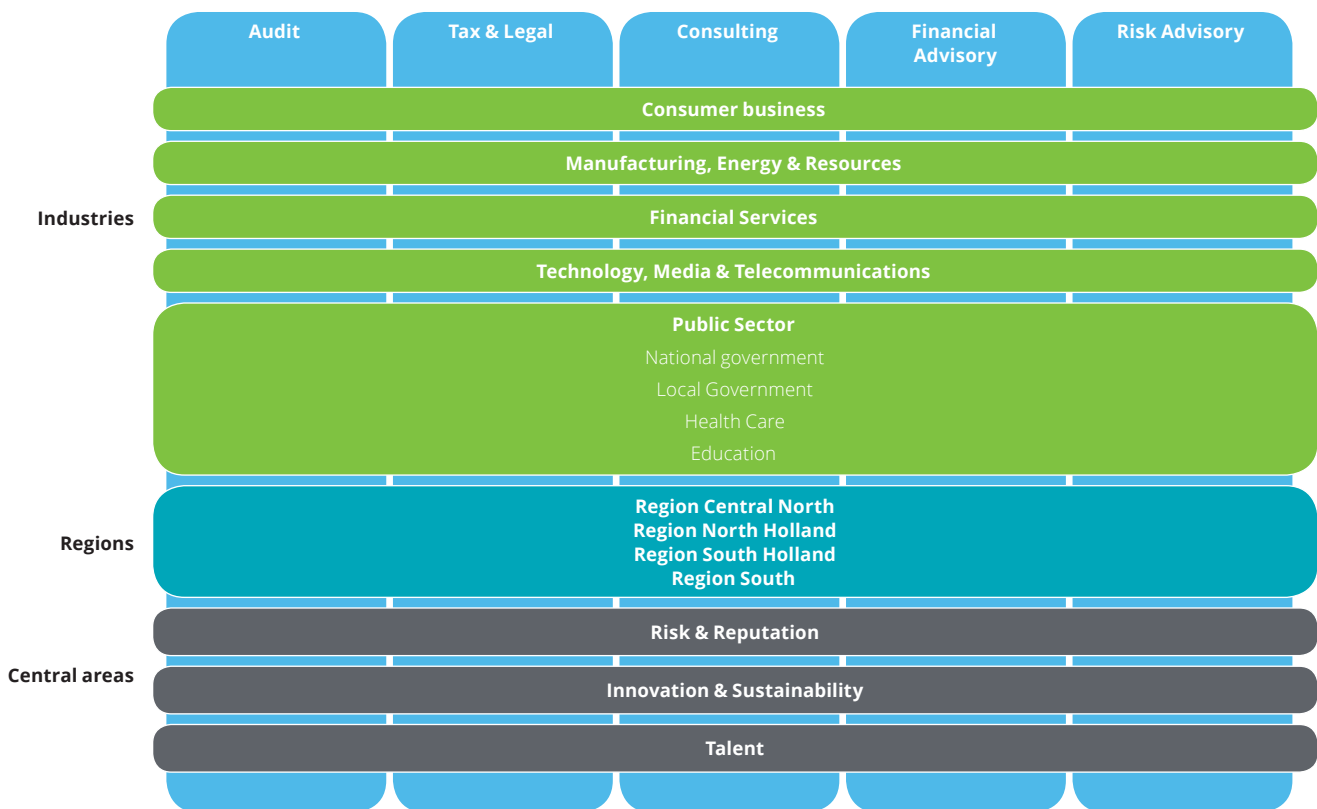 Audit
Tax & Legal
Consulting
Financial
Advisory
Risk Advisory
Consumer business
Manufacturing, Energy & Resources
Industries
Financial Services
Technology, Media & Telecommunications
Public Sector
National government
Local Government
Health Care
Education
Region Central North
Region North Holland
Regions
Region South Holland
Region South
Risk & Reputation
Central areas
Innovation & Sustainability
Talent